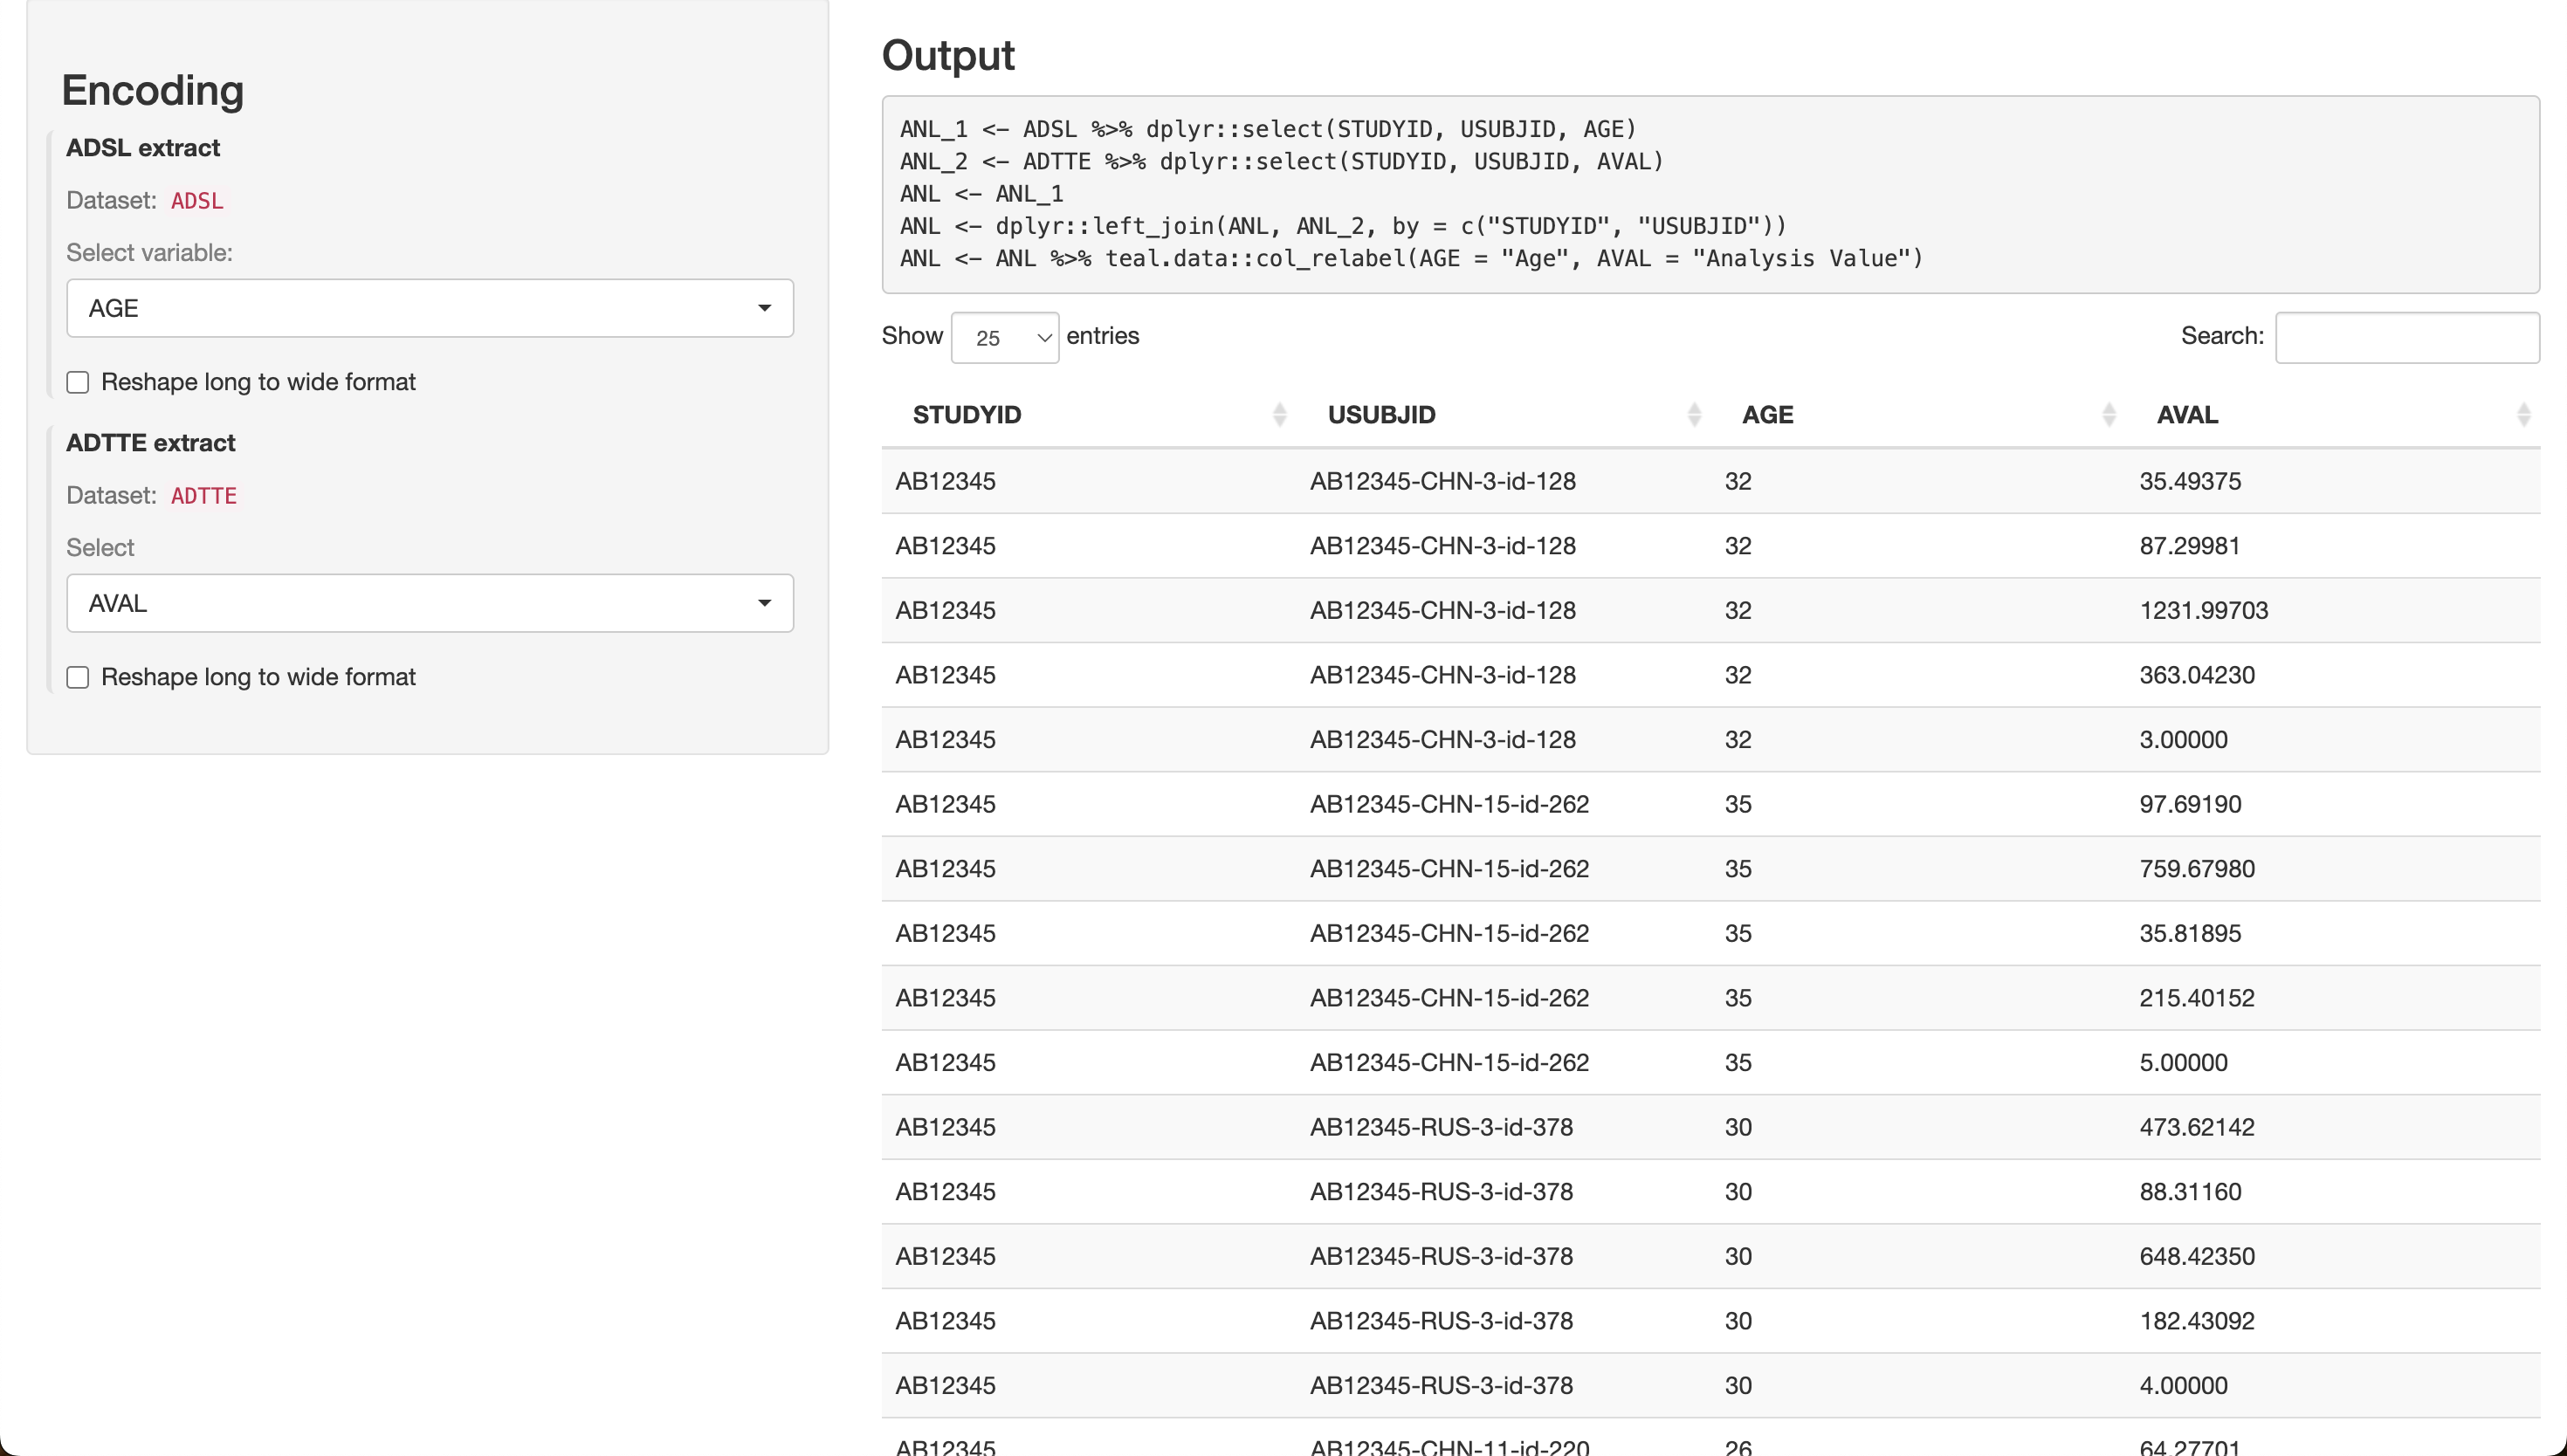 Encoding
ADSL extract
Dataset: ADSL
Select variable:
AGE
Reshape long to wide format
ADTTE extract
Dataset: ADTTE
Select
AVAL
Reshape long to wide format
Output
ANL_1 <- ADSL %>% dplyr::select(STUDYID, USUBJID, AGE)
ANL_2 <- ADTTE %>% dplyr::select(STUDYID, USUBJID, AVAL)
ANL <- ANL_1
ANL <- dplyr::left_join(ANL, ANL_2, by = c("STUDYID", "USUBJID"))
ANL <- ANL %>% teal.data::col_relabel(AGE = "Age", AVAL = "Analysis Value")
Show 25 entries Search:
STUDYID USUBJID AGE AVAL
AB12345 AB12345-CHN-3-id-128 32 35.49375
AB12345 AB12345-CHN-3-id-128 32 87.29981
AB12345 AB12345-CHN-3-id-128 32 1231.99703
AB12345 AB12345-CHN-3-id-128 32 363.04230
AB12345 AB12345-CHN-3-id-128 32 3.00000
AB12345 AB12345-CHN-15-id-262 35 97.69190
AB12345 AB12345-CHN-15-id-262 35 759.67980
AB12345 AB12345-CHN-15-id-262 35 35.81895
AB12345 AB12345-CHN-15-id-262 35 215.40152
AB12345 AB12345-CHN-15-id-262 35 5.00000
AB12345 AB12345-RUS-3-id-378 30 473.62142
AB12345 AB12345-RUS-3-id-378 30 88.31160
AB12345 AB12345-RUS-3-id-378 30 648.42350
AB12345 AB12345-RUS-3-id-378 30 182.43092
AB12345 AB12345-RUS-3-id-378 30 4.00000
AB12345 AB12345-CHN-11-id-220 26 64.27701